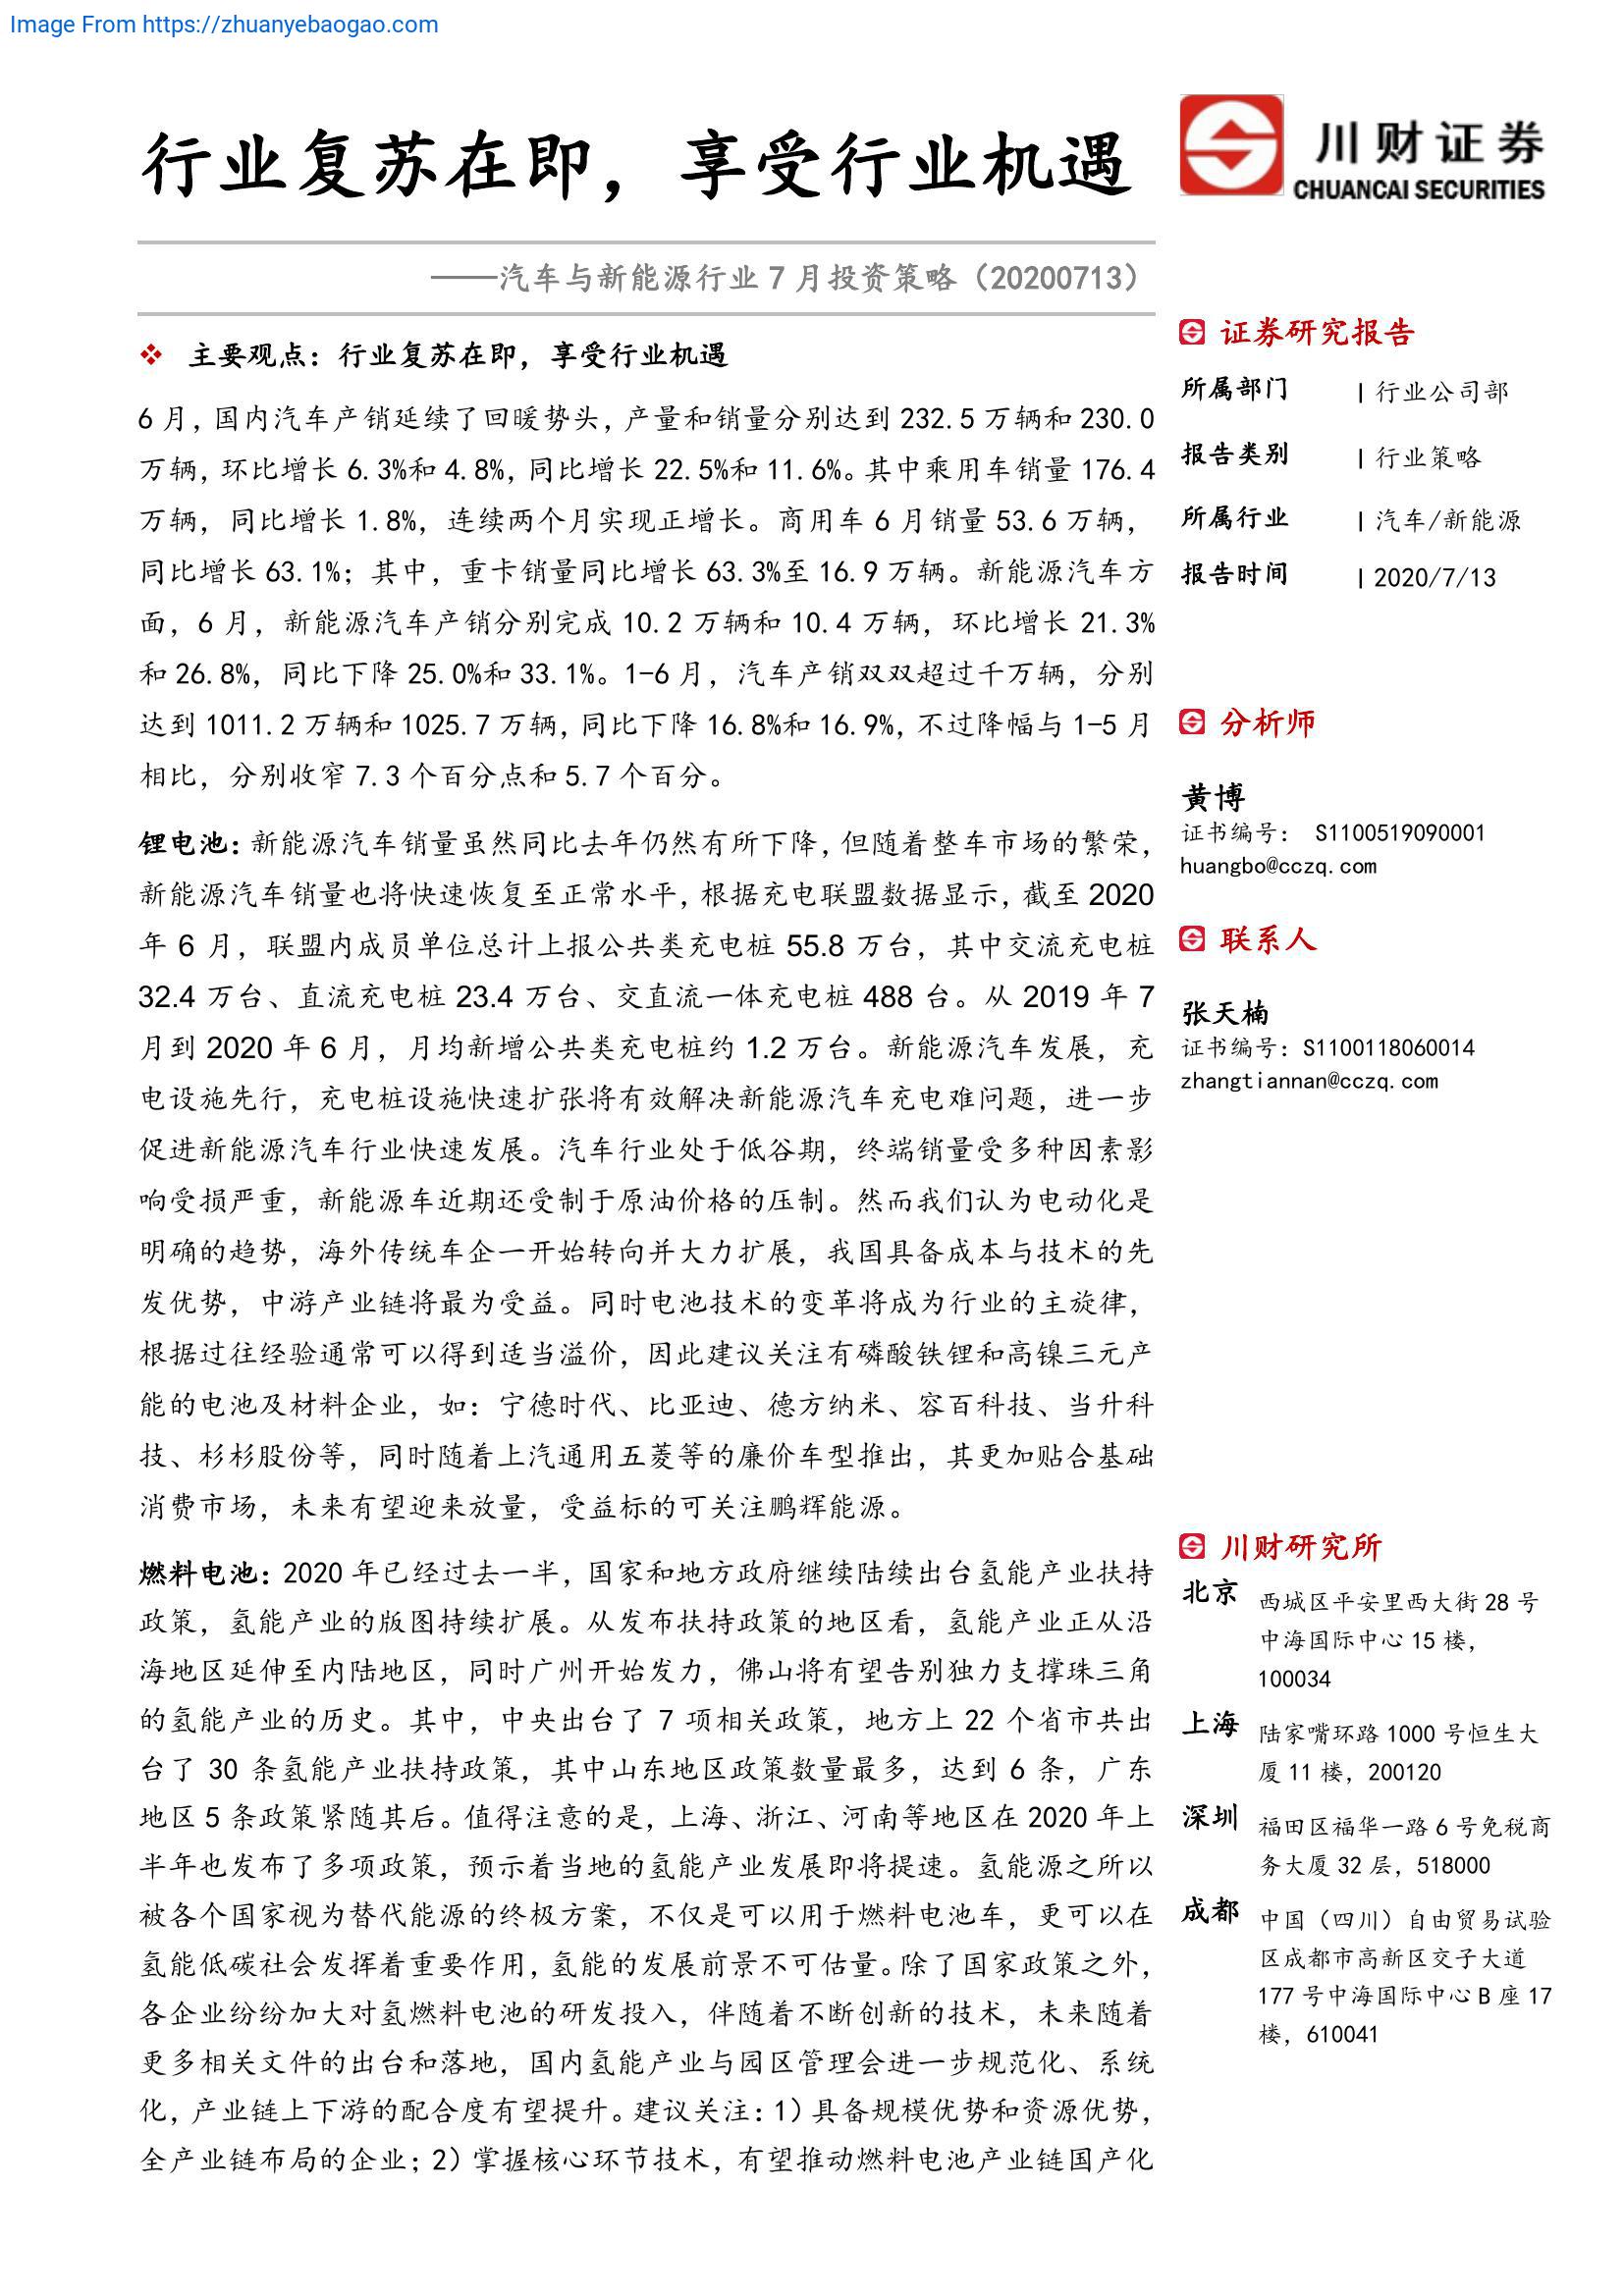 Image From https://zhuanyebaogao.com
行业复苏在即，享受行业机遇
川财证券
CHUANCAI SECURITIES
——汽车与新能源行业 7 月投资策略（20200713）
主要观点：行业复苏在即，享受行业机遇
6 月，国内汽车产销延续了回暖势头，产量和销量分别达到 232.5 万辆和 230.0
万辆，环比增长 6.3%和 4.8%，同比增长 22.5%和 11.6%。其中乘用车销量 176.4
万辆，同比增长 1.8%，连续两个月实现正增长。商用车 6 月销量 53.6 万辆，
同比增长 63.1%；其中，重卡销量同比增长 63.3%至 16.9 万辆。新能源汽车方
面，6 月，新能源汽车产销分别完成 10.2 万辆和 10.4 万辆，环比增长 21.3%
和 26.8%，同比下降 25.0%和 33.1%。1-6 月，汽车产销双双超过千万辆，分别
达到 1011.2 万辆和 1025.7 万辆，同比下降 16.8%和 16.9%，不过降幅与 1-5 月
相比，分别收窄 7.3 个百分点和 5.7 个百分。
锂电池：新能源汽车销量虽然同比去年仍然有所下降，但随着整车市场的繁荣，
新能源汽车销量也将快速恢复至正常水平，根据充电联盟数据显示，截至 2020
年 6 月，联盟内成员单位总计上报公共类充电桩 55.8 万台，其中交流充电桩
32.4 万台、直流充电桩 23.4 万台、交直流一体充电桩 488 台。从 2019 年 7
月到 2020 年 6 月，月均新增公共类充电桩约 1.2 万台。新能源汽车发展，充
电设施先行，充电桩设施快速扩张将有效解决新能源汽车充电难问题，进一步
促进新能源汽车行业快速发展。汽车行业处于低谷期，终端销量受多种因素影
响受损严重，新能源车近期还受制于原油价格的压制。然而我们认为电动化是
明确的趋势，海外传统车企一开始转向并大力扩展，我国具备成本与技术的先
发优势，中游产业链将最为受益。同时电池技术的变革将成为行业的主旋律，
根据过往经验通常可以得到适当溢价，因此建议关注有磷酸铁锂和高镍三元产
能的电池及材料企业，如：宁德时代、比亚迪、德方纳米、容百科技、当升科
技、杉杉股份等，同时随着上汽通用五菱等的廉价车型推出，其更加贴合基础
消费市场，未来有望迎来放量，受益标的可关注鹏辉能源。
燃料电池：2020 年已经过去一半，国家和地方政府继续陆续出台氢能产业扶持
政策，氢能产业的版图持续扩展。从发布扶持政策的地区看，氢能产业正从沿
海地区延伸至内陆地区，同时广州开始发力，佛山将有望告别独力支撑珠三角
的氢能产业的历史。其中，中央出台了 7 项相关政策，地方上 22 个省市共出
台了 30 条氢能产业扶持政策，其中山东地区政策数量最多，达到 6 条，广东
地区 5 条政策紧随其后。值得注意的是，上海、浙江、河南等地区在 2020 年上
半年也发布了多项政策，预示着当地的氢能产业发展即将提速。氢能源之所以
被各个国家视为替代能源的终极方案，不仅是可以用于燃料电池车，更可以在
氢能低碳社会发挥着重要作用，氢能的发展前景不可估量。除了国家政策之外，
各企业纷纷加大对氢燃料电池的研发投入，伴随着不断创新的技术，未来随着
更多相关文件的出台和落地，国内氢能产业与园区管理会进一步规范化、系统
化，产业链上下游的配合度有望提升。建议关注：1）具备规模优势和资源优势，
全产业链布局的企业；2）掌握核心环节技术，有望推动燃料电池产业链国产化
证券研究报告
所属部门 | 行业公司部
报告类别 | 行业策略
所属行业 | 汽车/新能源
报告时间 | 2020/7/13
分析师
黄博
证书编号： S1100519090001
huangbo@cczq.com
联系人
张天楠
证书编号：S1100118060014
zhangtiannan@cczq.com
川财研究所
北京 西城区平安里西大街 28 号
中海国际中心 15 楼，
100034
上海 陆家嘴环路 1000 号恒生大
厦 11 楼，200120
深圳 福田区福华一路 6 号免税商
务大厦 32 层，518000
成都 中国（四川）自由贸易试验
区成都市高新区交子大道
177 号中海国际中心 B 座 17
楼，610041